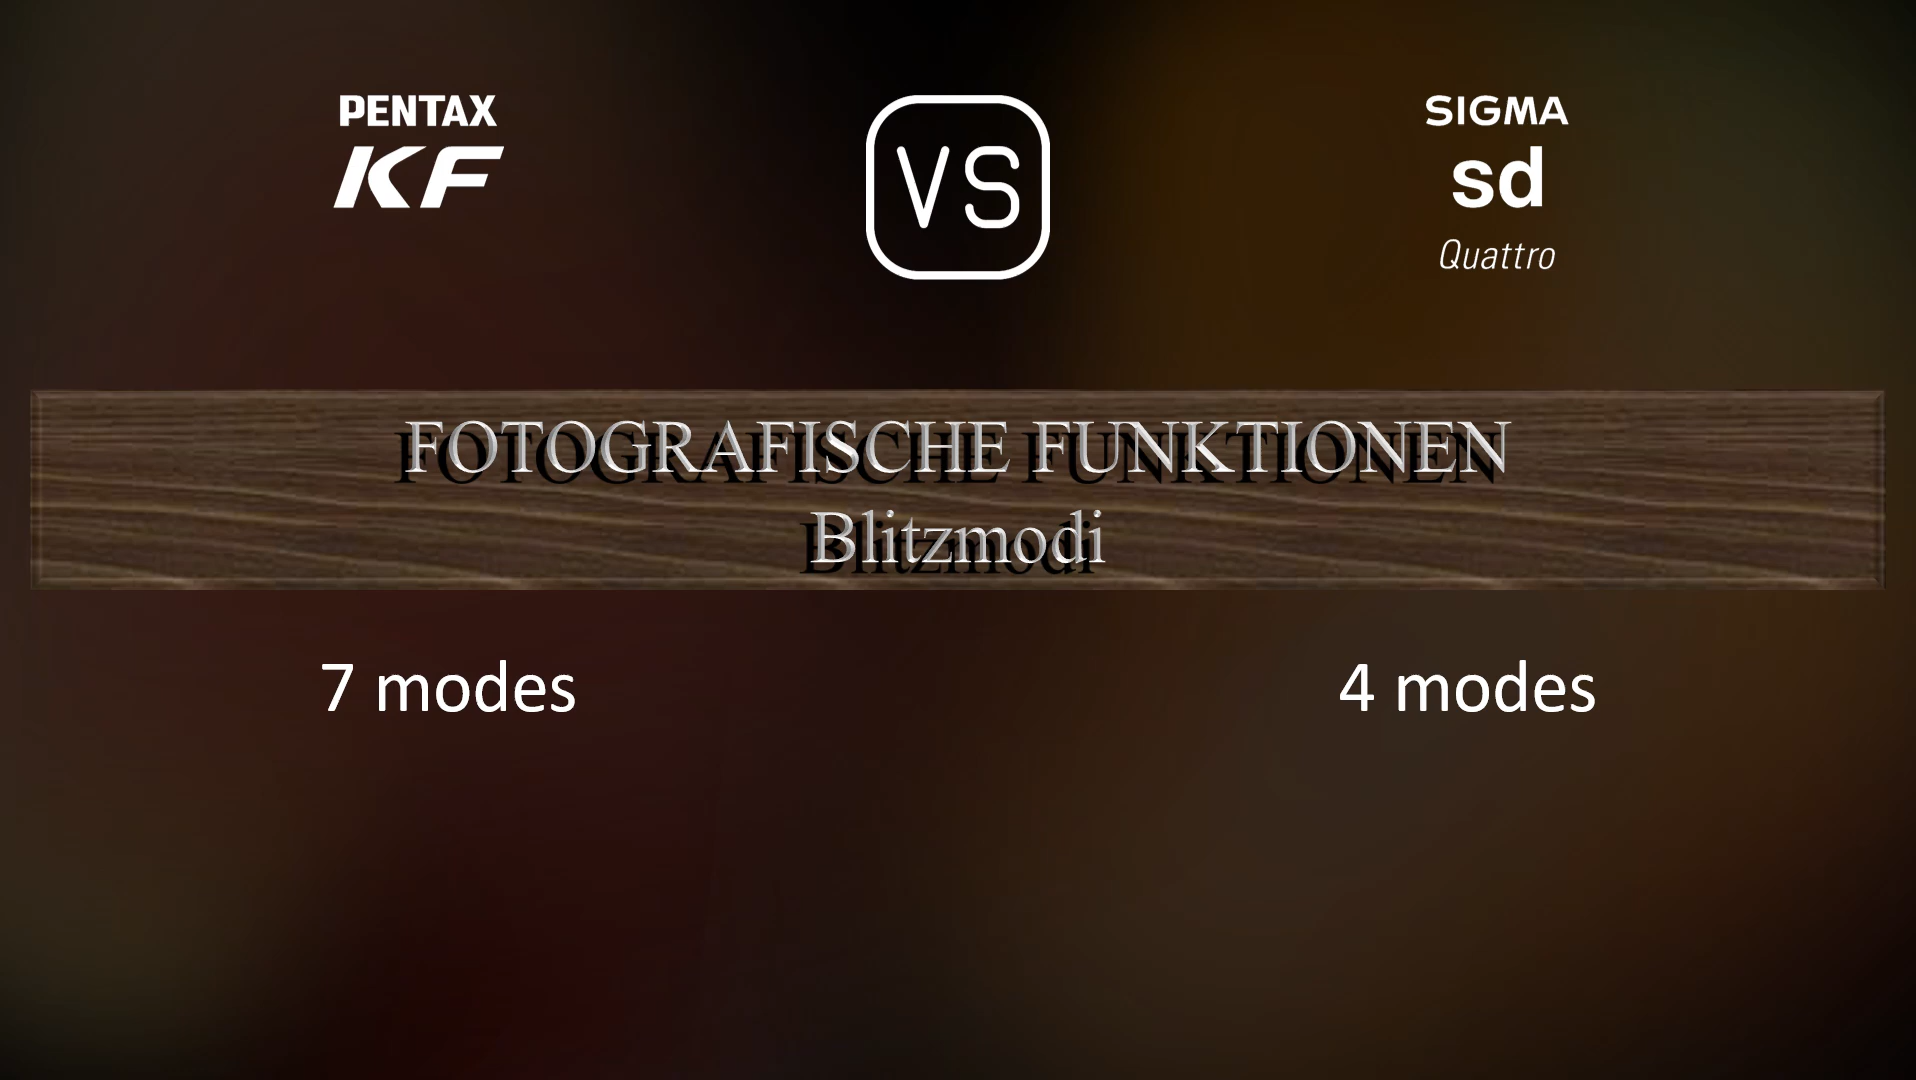 PENTAX
KF
VS
SIGMA
sd
Quattro
FOTOGRAFISCHE FUNKTIONEN
Blitzmodi
7 modes
4 modes